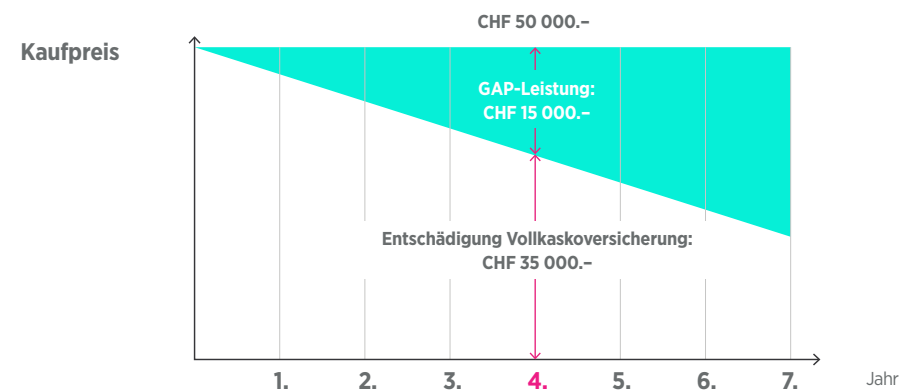 CHF 50 000.–
Kaufpreis
GAP-Leistung:
CHF 15 000.–
Entschädigung Vollkaskoversicherung:
CHF 35 000.–
1. 2. 3. 4. 5. 6. 7. Jahr